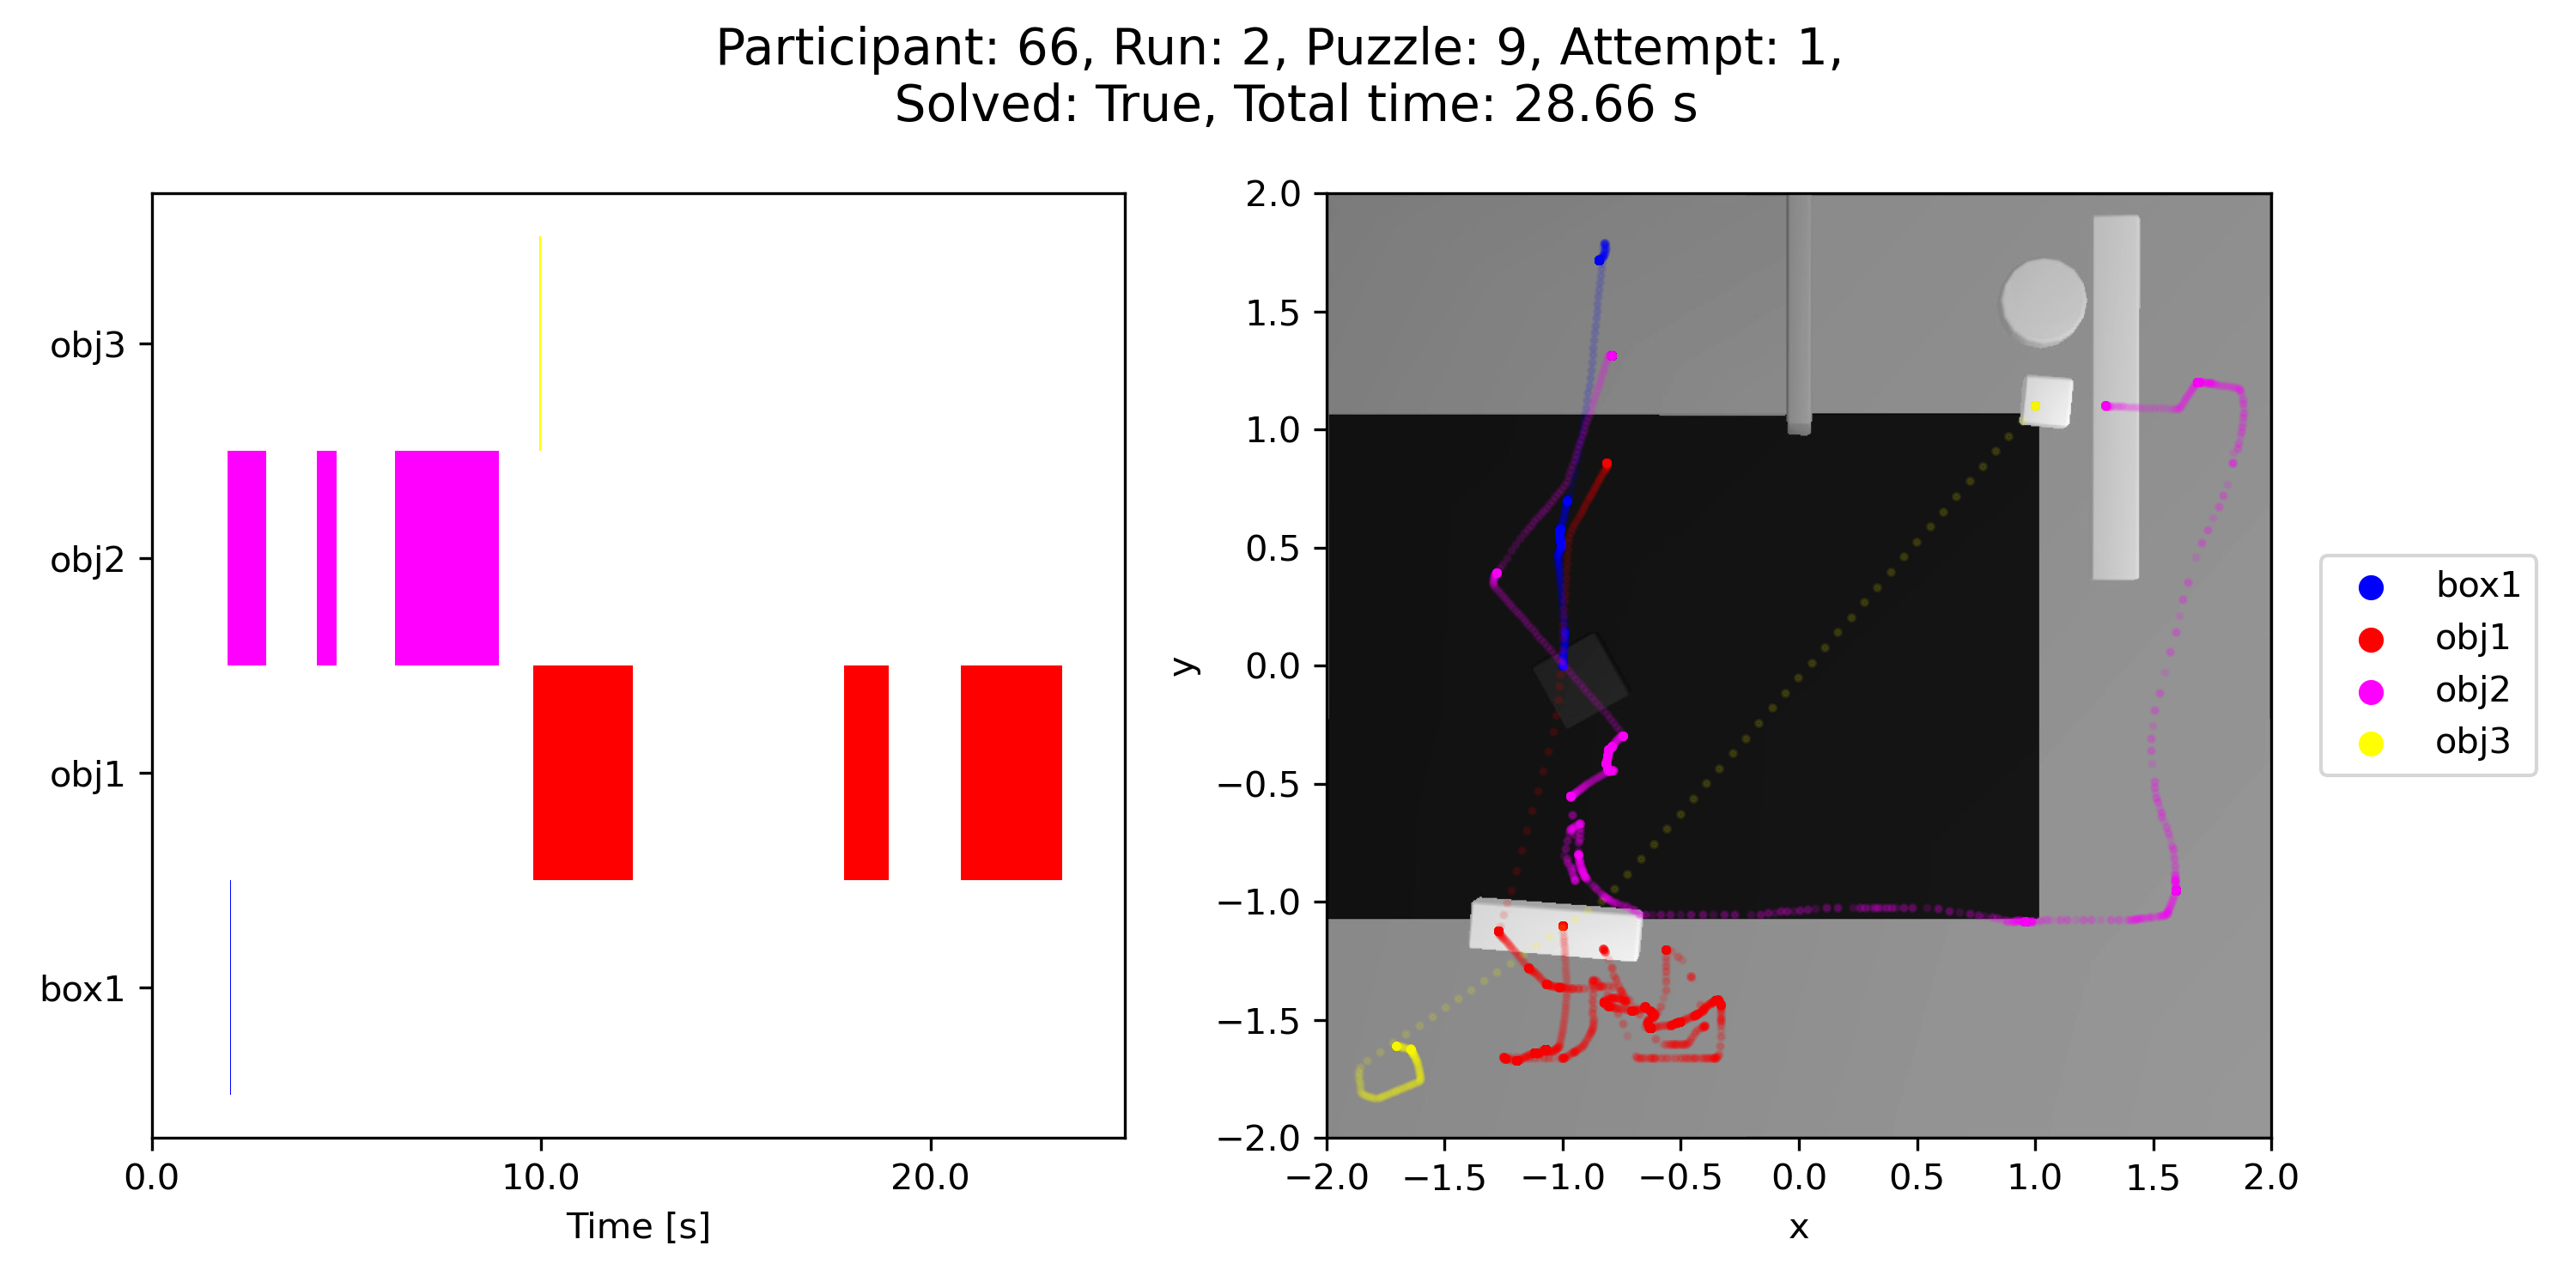 Participant: 66, Run: 2, Puzzle: 9, Attempt: 1,
Solved: True, Total time: 28.66 s
obj3
obj2
obj1
box1
0.0 10.0 20.0
Time [s]
2.0
1.5
1.0
0.5
0.0
−0.5
−1.0
−1.5
−2.0
y
−2.0 −1.5 −1.0 −0.5 0.0 0.5 1.0 1.5 2.0
x
box1
obj1
obj2
obj3